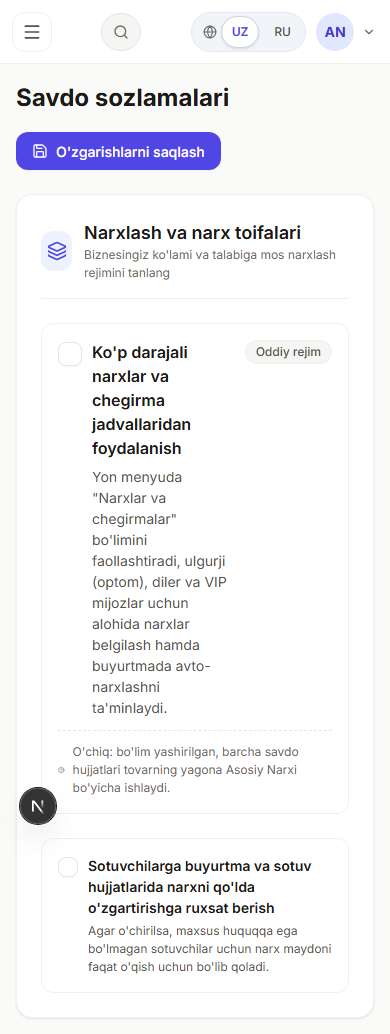 UZ RU AN
Savdo sozlamalari
O'zgarishlarni saqlash
Narxlash va narx toifalari
Biznesingiz ko'lami va talabiga mos narxlash
rejimini tanlang
Ko'p darajali
narxlar va
chegirma
jadvallaridan
foydalanish
Oddiy rejim
Yon menyuda
"Narxlar va
chegirmalar"
bo'limini
faollashtiradi, ulgurji
(optom), diler va VIP
mijozlar uchun
alohida narxlar
belgilash hamda
buyurtmada avto-
narxlashni
ta'minlaydi.
O'chiq: bo'lim yashirilgan, barcha savdo
hujjatlari tovarning yagona Asosiy Narxi
bo'yicha ishlaydi.
N
Sotuvchilarga buyurtma va sotuv
hujjatlarida narxni qo'lda
o'zgartirishga ruxsat berish
Agar o'chirilsa, maxsus huquqqa ega
bo'lmagan sotuvchilar uchun narx maydoni
faqat o'qish uchun bo'lib qoladi.